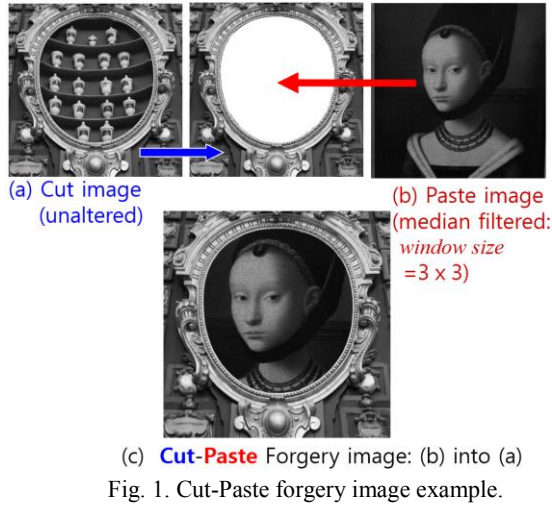 (a) Cut image
(unaltered)
(b) Paste image
(median filtered:
window size
=3 x 3)
(c) Cut-Paste Forgery image: (b) into (a)
Fig. 1. Cut-Paste forgery image example.